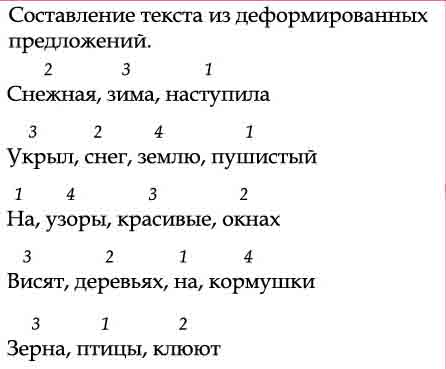 Составление текста из деформированных
предложений.
2 3 1
Снежная, зима, наступила
3 2 4 1
Укрыл, снег, землю, пушистый
1 4 3 2
На, узоры, красивые, окнах
3 2 1 4
Висят, деревьях, на, кормушки
3 1 2
Зерна, птицы, клюют